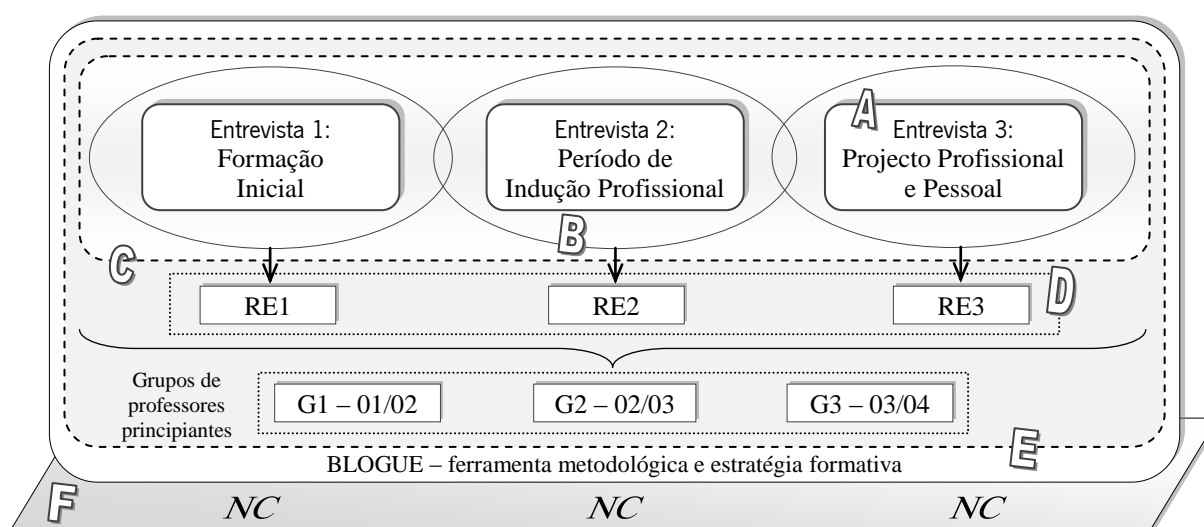 A
Entrevista 1:
Formação
Inicial
Entrevista 2:
Período de
Indução Profissional
Entrevista 3:
Projecto Profissional
e Pessoal
B
C
D
RE1
RE2
RE3
Grupos de
professores
principiantes
G1 – 01/02
G2 – 02/03
G3 – 03/04
E
BLOGUE – ferramenta metodológica e estratégia formativa
F
NC
NC
NC